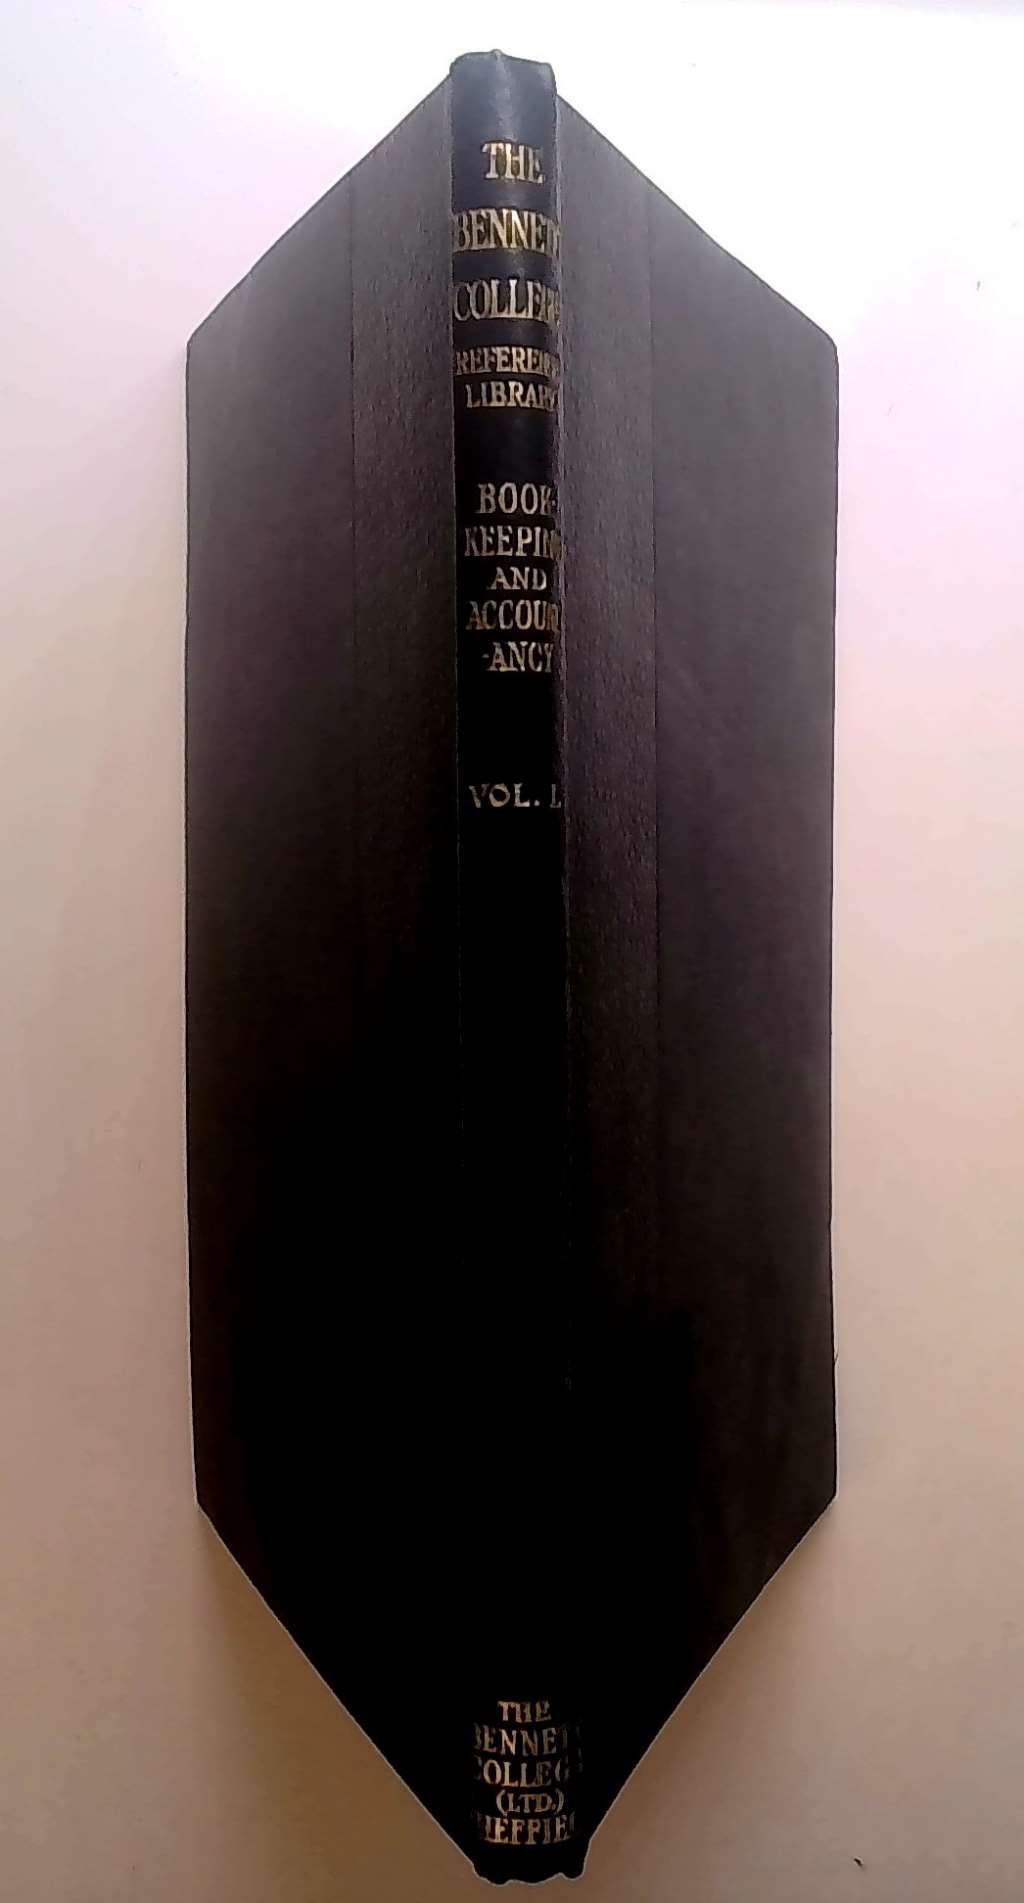 THE
BENNETT
COLLEGE
REFERENCE
LIBRARY
BOOK-
KEEPING
AND
ACCOUNT
-ANCY
VOL. I.
THE
BENNETT
COLLEGE
(LTD.)
SHEFFIELD